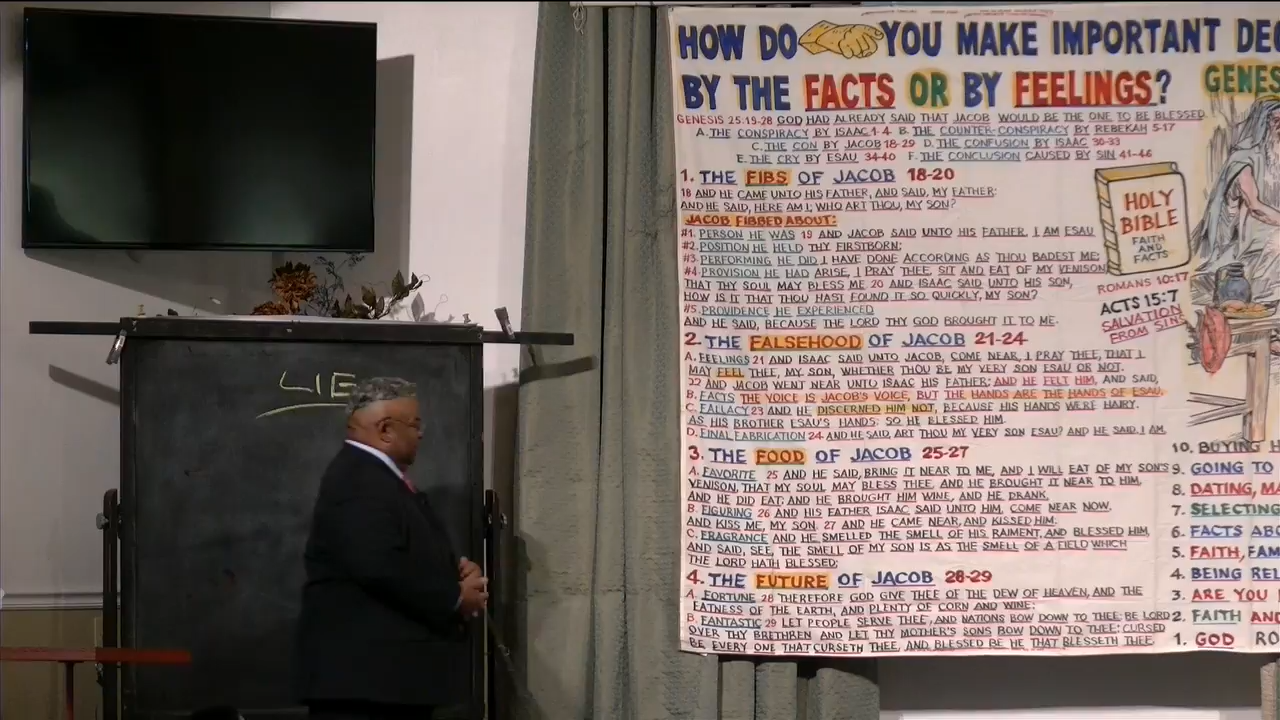 LIE
HOW DO YOU MAKE IMPORTANT DEC
BY THE FACTS OR BY FEELINGS? GENES
GENESIS 25:19-28 GOD HAD ALREADY SAID THAT JACOB WOULD BE THE ONE TO BE BLESSED.
A. THE CONSPIRACY BY ISAAC 1-4 B. THE COUNTER-CONSPIRACY BY REBEKAH 5-17
C. THE CON BY JACOB 18-29 D. THE CONFUSION BY ISAAC 30-33
E. THE CRY BY ESAU 34-40 F. THE CONCLUSION CAUSED BY SIN 41-46
1. THE FIBS OF JACOB 18-20
18 AND HE CAME UNTO HIS FATHER, AND SAID, MY FATHER:
AND HE SAID, HERE AM I; WHO ART THOU, MY SON?
JACOB FIBBED ABOUT:
#1. PERSON HE WAS 19 AND JACOB SAID UNTO HIS FATHER, I AM ESAU
#2. POSITION HE HELD THY FIRSTBORN;
#3. PERFORMING HE DID I HAVE DONE ACCORDING AS THOU BADEST ME:
#4. PROVISION HE HAD ARISE, I PRAY THEE, SIT AND EAT OF MY VENISON,
THAT THY SOUL MAY BLESS ME 20 AND ISAAC SAID UNTO HIS SON,
HOW IS IT THAT THOU HAST FOUND IT SO QUICKLY, MY SON?
#5. PROVIDENCE HE EXPERIENCED
AND HE SAID, BECAUSE THE LORD THY GOD BROUGHT IT TO ME.
HOLY
BIBLE
FAITH
AND
FACTS
ROMANS 10:17
ACTS 15:7
SALVATION
FROM SIN
2. THE FALSEHOOD OF JACOB 21-24
A. FEELINGS 21 AND ISAAC SAID UNTO JACOB, COME NEAR, I PRAY THEE, THAT I
MAY FEEL THEE, MY SON, WHETHER THOU BE MY VERY SON ESAU OR NOT.
22 AND JACOB WENT NEAR UNTO ISAAC HIS FATHER; AND HE FELT HIM, AND SAID,
B. FACTS THE VOICE IS JACOB'S VOICE, BUT THE HANDS ARE THE HANDS OF ESAU.
C. FALLACY 23 AND HE DISCERNED HIM NOT, BECAUSE HIS HANDS WERE HAIRY,
AS HIS BROTHER ESAU'S HANDS: SO HE BLESSED HIM.
D. FINAL FABRICATION 24 AND HE SAID, ART THOU MY VERY SON ESAU? AND HE SAID, I AM.
3. THE FOOD OF JACOB 25-27
A. FAVORITE 25 AND HE SAID, BRING IT NEAR TO ME, AND I WILL EAT OF MY SON'S
VENISON, THAT MY SOUL MAY BLESS THEE. AND HE BROUGHT IT NEAR TO HIM,
AND HE DID EAT: AND HE BROUGHT HIM WINE, AND HE DRANK.
B. FIGURING 26 AND HIS FATHER ISAAC SAID UNTO HIM, COME NEAR NOW,
AND KISS ME, MY SON. 27 AND HE CAME NEAR, AND KISSED HIM:
C. FRAGRANCE AND HE SMELLED THE SMELL OF HIS RAIMENT, AND BLESSED HIM,
AND SAID, SEE, THE SMELL OF MY SON IS AS THE SMELL OF A FIELD WHICH
THE LORD HATH BLESSED:
4. THE FUTURE OF JACOB 28-29
A. FORTUNE 28 THEREFORE GOD GIVE THEE OF THE DEW OF HEAVEN, AND THE
FATNESS OF THE EARTH, AND PLENTY OF CORN AND WINE:
B. FANTASTIC 29 LET PEOPLE SERVE THEE, AND NATIONS BOW DOWN TO THEE: BE LORD
OVER THY BRETHREN AND LET THY MOTHER'S SONS BOW DOWN TO THEE: CURSED
BE EVERY ONE THAT CURSETH THEE, AND BLESSED BE HE THAT BLESSETH THEE.
10. BUYING H
9. GOING TO
8. DATING, MA
7. SELECTING
6. FACTS ABO
5. FAITH, FAM
4. BEING REL
3. ARE YOU
2. FAITH AND
1. GOD RO